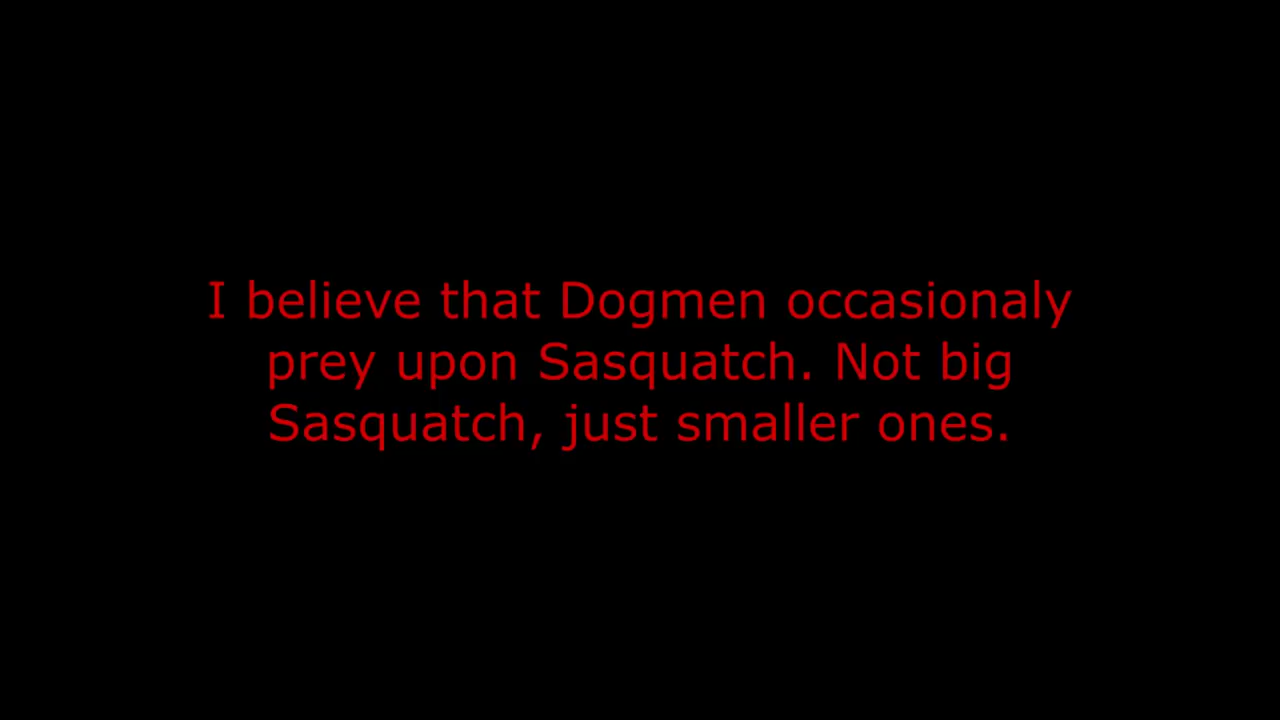 I believe that Dogmen occasionaly
prey upon Sasquatch. Not big
Sasquatch, just smaller ones.